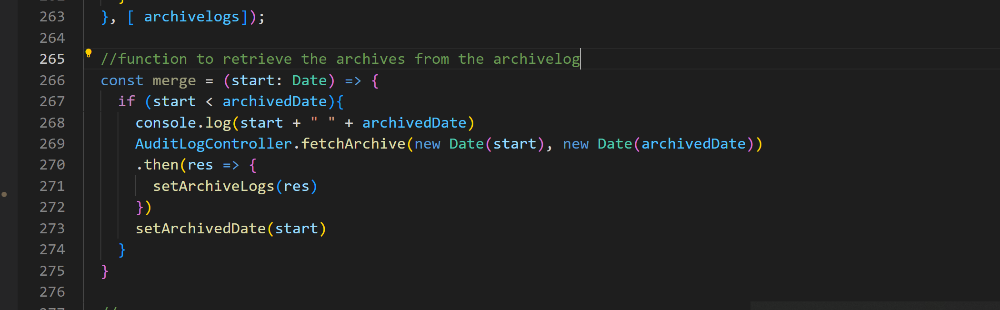 263 }, [ archivelogs]);
264
265 //function to retrieve the archives from the archivelog
266 const merge = (start: Date) => {
267 if (start < archivedDate){
268 console.log(start + " " + archivedDate)
269 AuditLogController.fetchArchive(new Date(start), new Date(archivedDate))
270 .then(res => {
271 setArchiveLogs(res)
272 })
273 setArchivedDate(start)
274 }
275 }
276